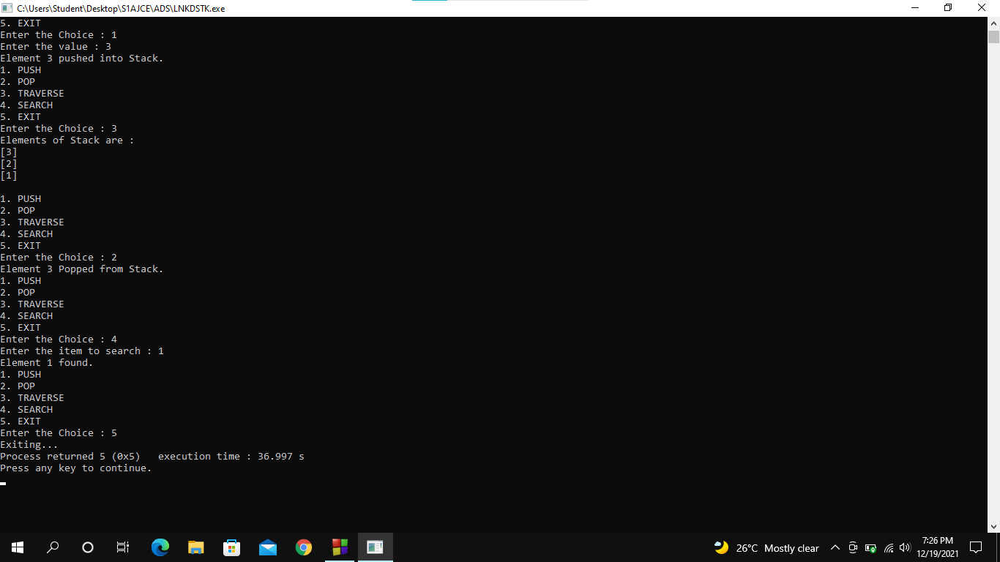 C:\Users\Student\Desktop\S1AJCE\ADS\LNKDSTK.exe
5. EXIT
Enter the Choice : 1
Enter the value : 3
Element 3 pushed into Stack.
1. PUSH
2. POP
3. TRAVERSE
4. SEARCH
5. EXIT
Enter the Choice : 3
Elements of Stack are :
[3]
[2]
[1]
1. PUSH
2. POP
3. TRAVERSE
4. SEARCH
5. EXIT
Enter the Choice : 2
Element 3 Popped from Stack.
1. PUSH
2. POP
3. TRAVERSE
4. SEARCH
5. EXIT
Enter the Choice : 4
Enter the item to search : 1
Element 1 found.
1. PUSH
2. POP
3. TRAVERSE
4. SEARCH
5. EXIT
Enter the Choice : 5
Exiting...
Process returned 5 (0x5)   execution time : 36.997 s
Press any key to continue.
26°C Mostly clear
7:26 PM
12/19/2021